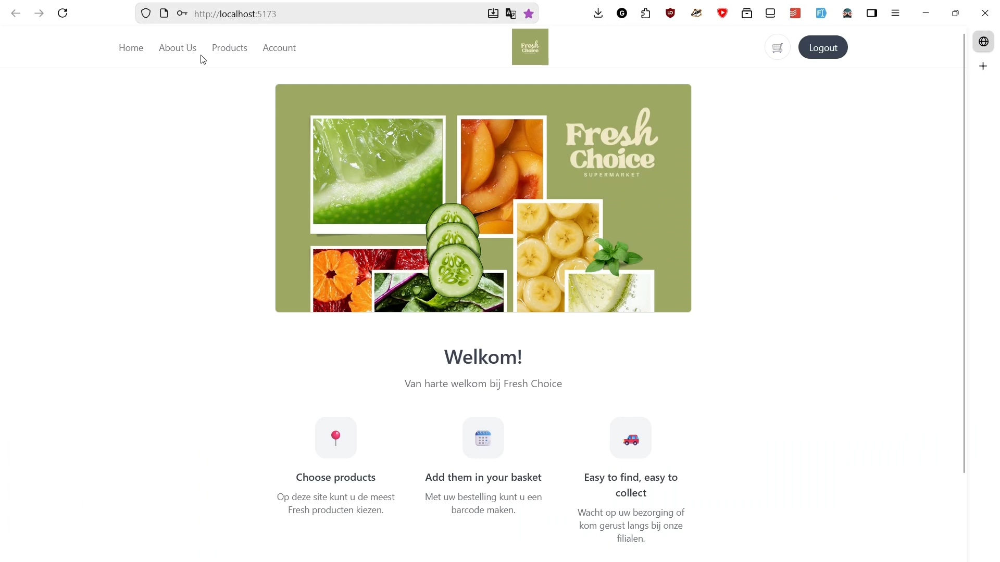 http://localhost:5173
Home About Us Products Account
Fresh
Choice
Logout
Fresh
Choice
SUPERMARKET
Welkom!
Van harte welkom bij Fresh Choice
Choose products
Op deze site kunt u de meest
Fresh producten kiezen.
Add them in your basket
Met uw bestelling kunt u een
barcode maken.
Easy to find, easy to
collect
Wacht op uw bezorging of
kom gerust langs bij onze
filialen.